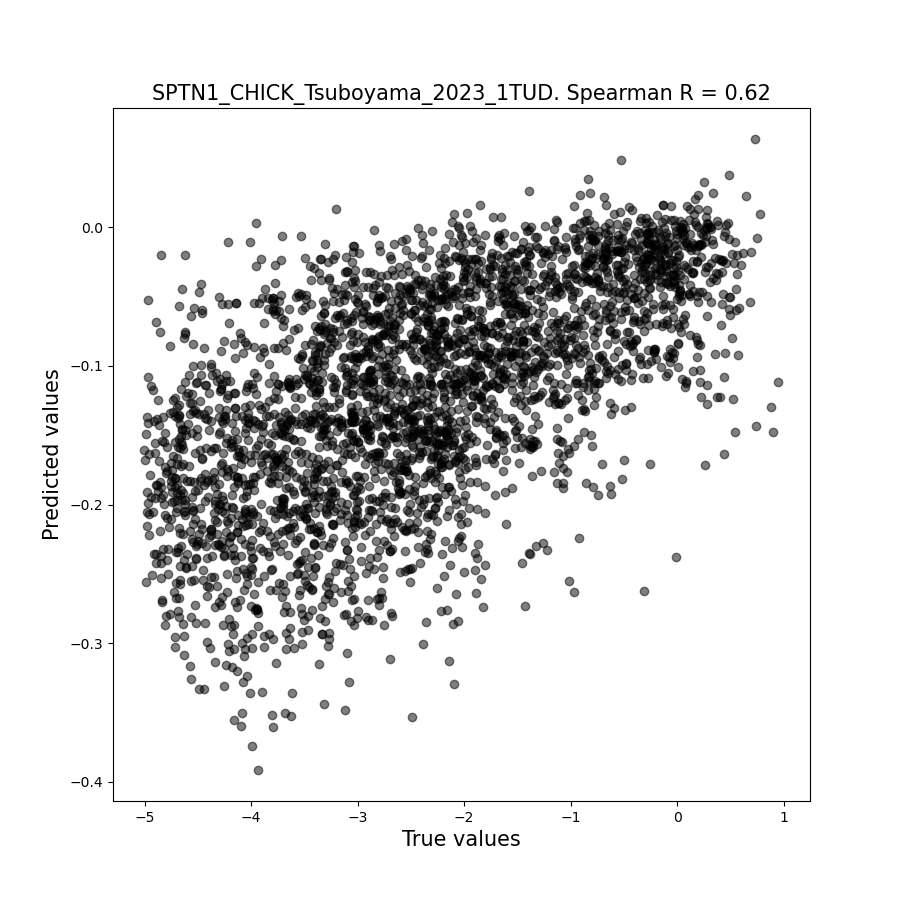 SPTN1_CHICK_Tsuboyama_2023_1TUD. Spearman R = 0.62
Predicted values
0.0
−0.1
−0.2
−0.3
−0.4
−5 −4 −3 −2 −1 0 1
True values